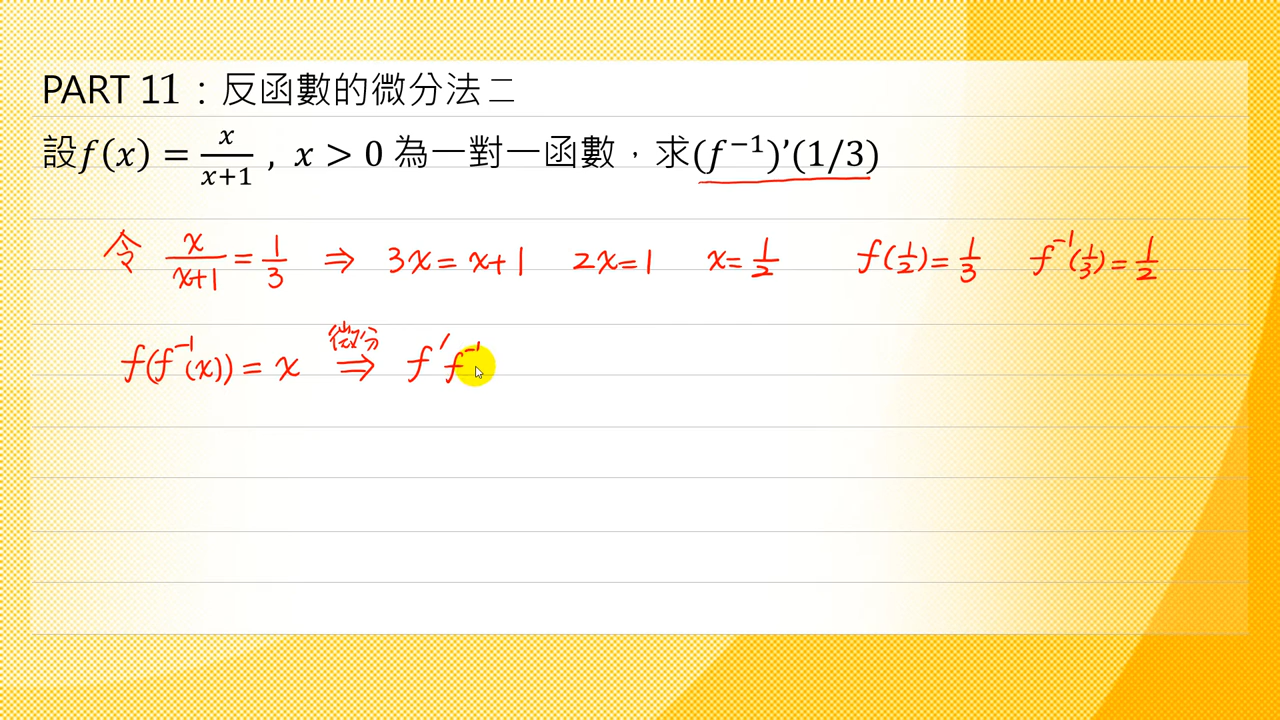 PART 11：反函數的微分法二
設f(x) = x/(x+1) , x > 0 為一對一函數，求(f⁻¹)’(1/3)
令 x/(x+1) = 1/3 ⇒ 3x = x+1 2x=1 x=1/2 f(1/2)=1/3 f⁻¹(1/3)=1/2
f(f⁻¹(x)) = x 微分⇒ f′f⁻¹